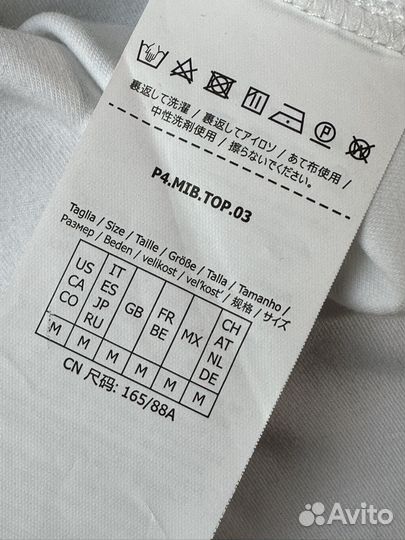 裏返して洗濯 / 裏返してアイロン / あて布使用 /
中性洗剤使用 / 擦らないでください。
P4.MIB.TOP.03
Taglia / Size / Taille / Größe / Talla / Tamanho /
Размер / Beden / velikost / veľkosť / 规格 / サイズ
US CA CO IT ES JP RU GB FR BE MX CH AT NL DE
M M M M M M
CN 尺码: 165/88A
Avito